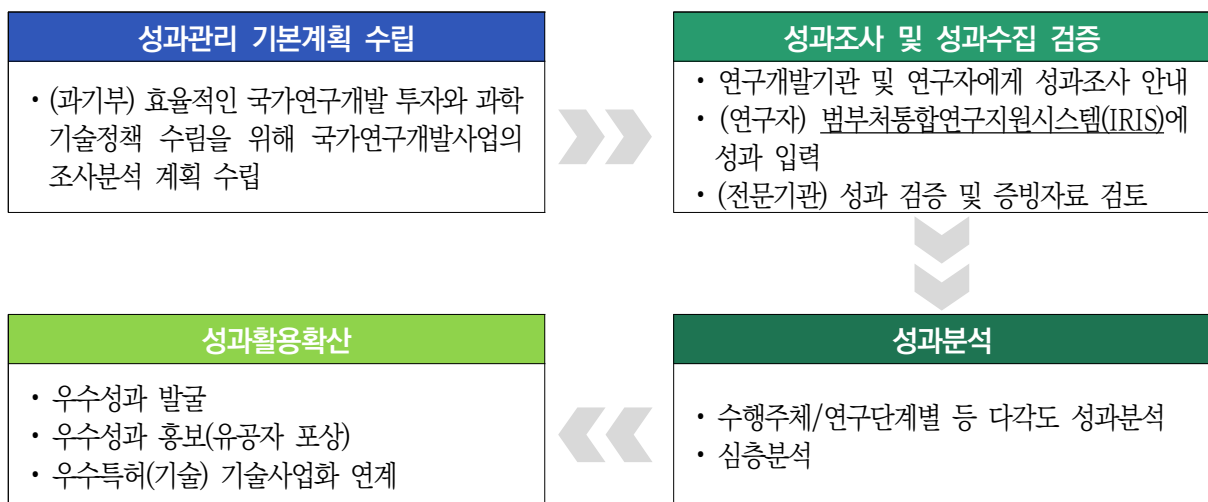 성과관리 기본계획 수립
• (과기부) 효율적인 국가연구개발 투자와 과학
기술정책 수림을 위해 국가연구개발사업의
조사분석 계획 수립
성과조사 및 성과수집 검증
• 연구개발기관 및 연구자에게 성과조사 안내
• (연구자) 범부처통합연구지원시스템(IRIS)에
성과 입력
• (전문기관) 성과 검증 및 증빙자료 검토
성과분석
• 수행주체/연구단계별 등 다각도 성과분석
• 심층분석
성과활용확산
• 우수성과 발굴
• 우수성과 홍보(유공자 포상)
• 우수특허(기술) 기술사업화 연계